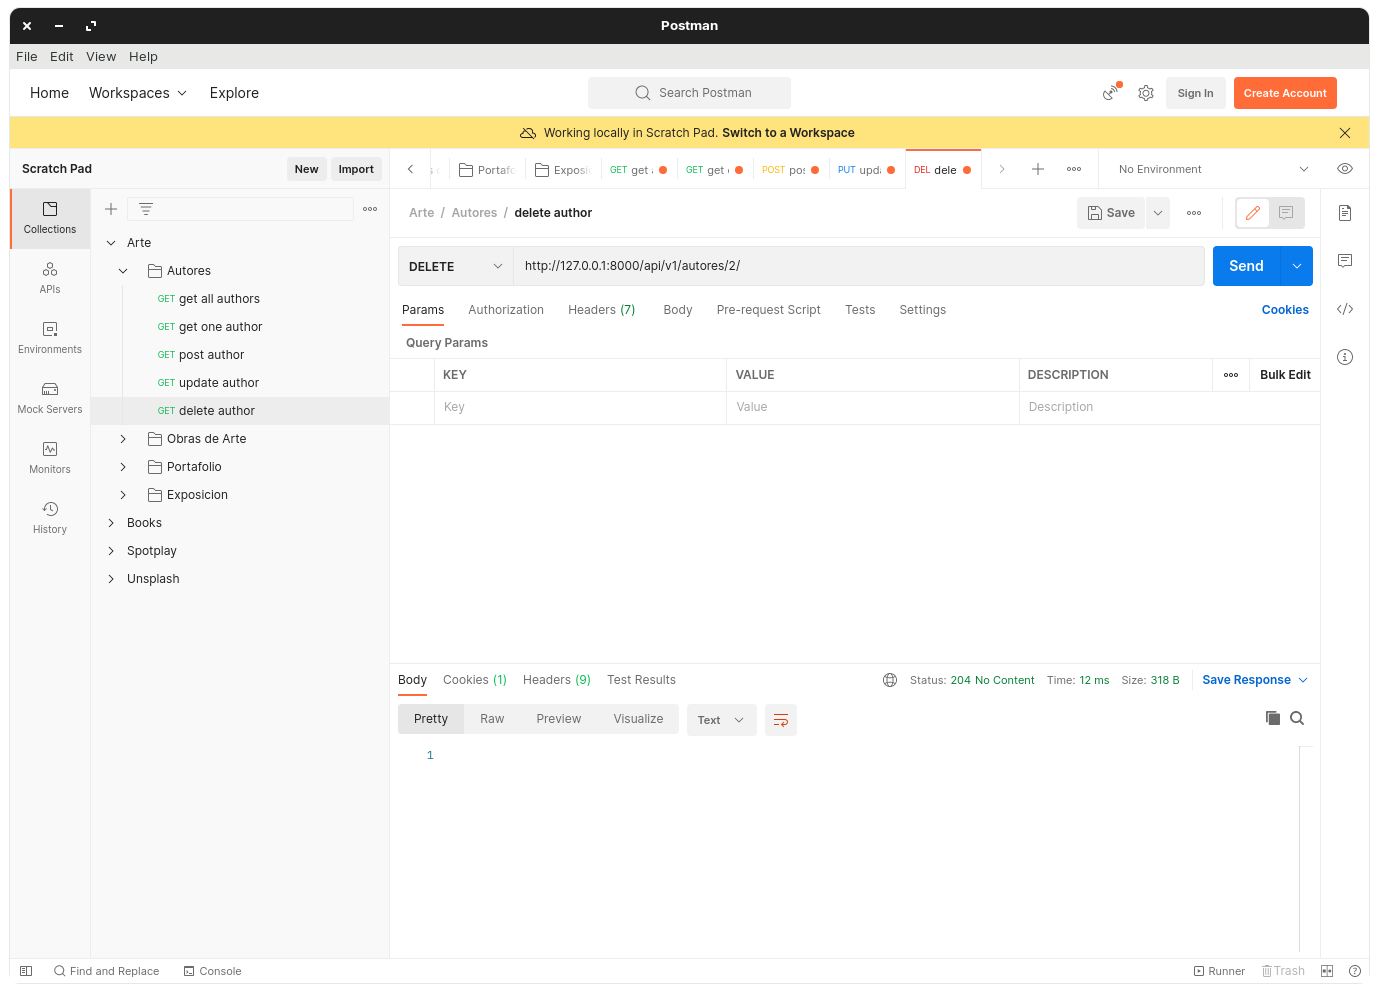 Postman
File Edit View Help
Home Workspaces Explore Search Postman Sign In Create Account
Working locally in Scratch Pad. Switch to a Workspace
Scratch Pad New Import
Portafo Exposi GET get GET get POST pos PUT upda DEL dele No Environment
Collections
APIs
Environments
Mock Servers
Monitors
History
Arte
Autores
GET get all authors
GET get one author
GET post author
GET update author
GET delete author
Obras de Arte
Portafolio
Exposicion
Books
Spotplay
Unsplash
Arte / Autores / delete author Save
DELETE http://127.0.0.1:8000/api/v1/autores/2/ Send
Params Authorization Headers (7) Body Pre-request Script Tests Settings Cookies
Query Params
KEY VALUE DESCRIPTION Bulk Edit
Key Value Description
Body Cookies (1) Headers (9) Test Results Status: 204 No Content Time: 12 ms Size: 318 B Save Response
Pretty Raw Preview Visualize Text
1
Find and Replace Console Runner Trash